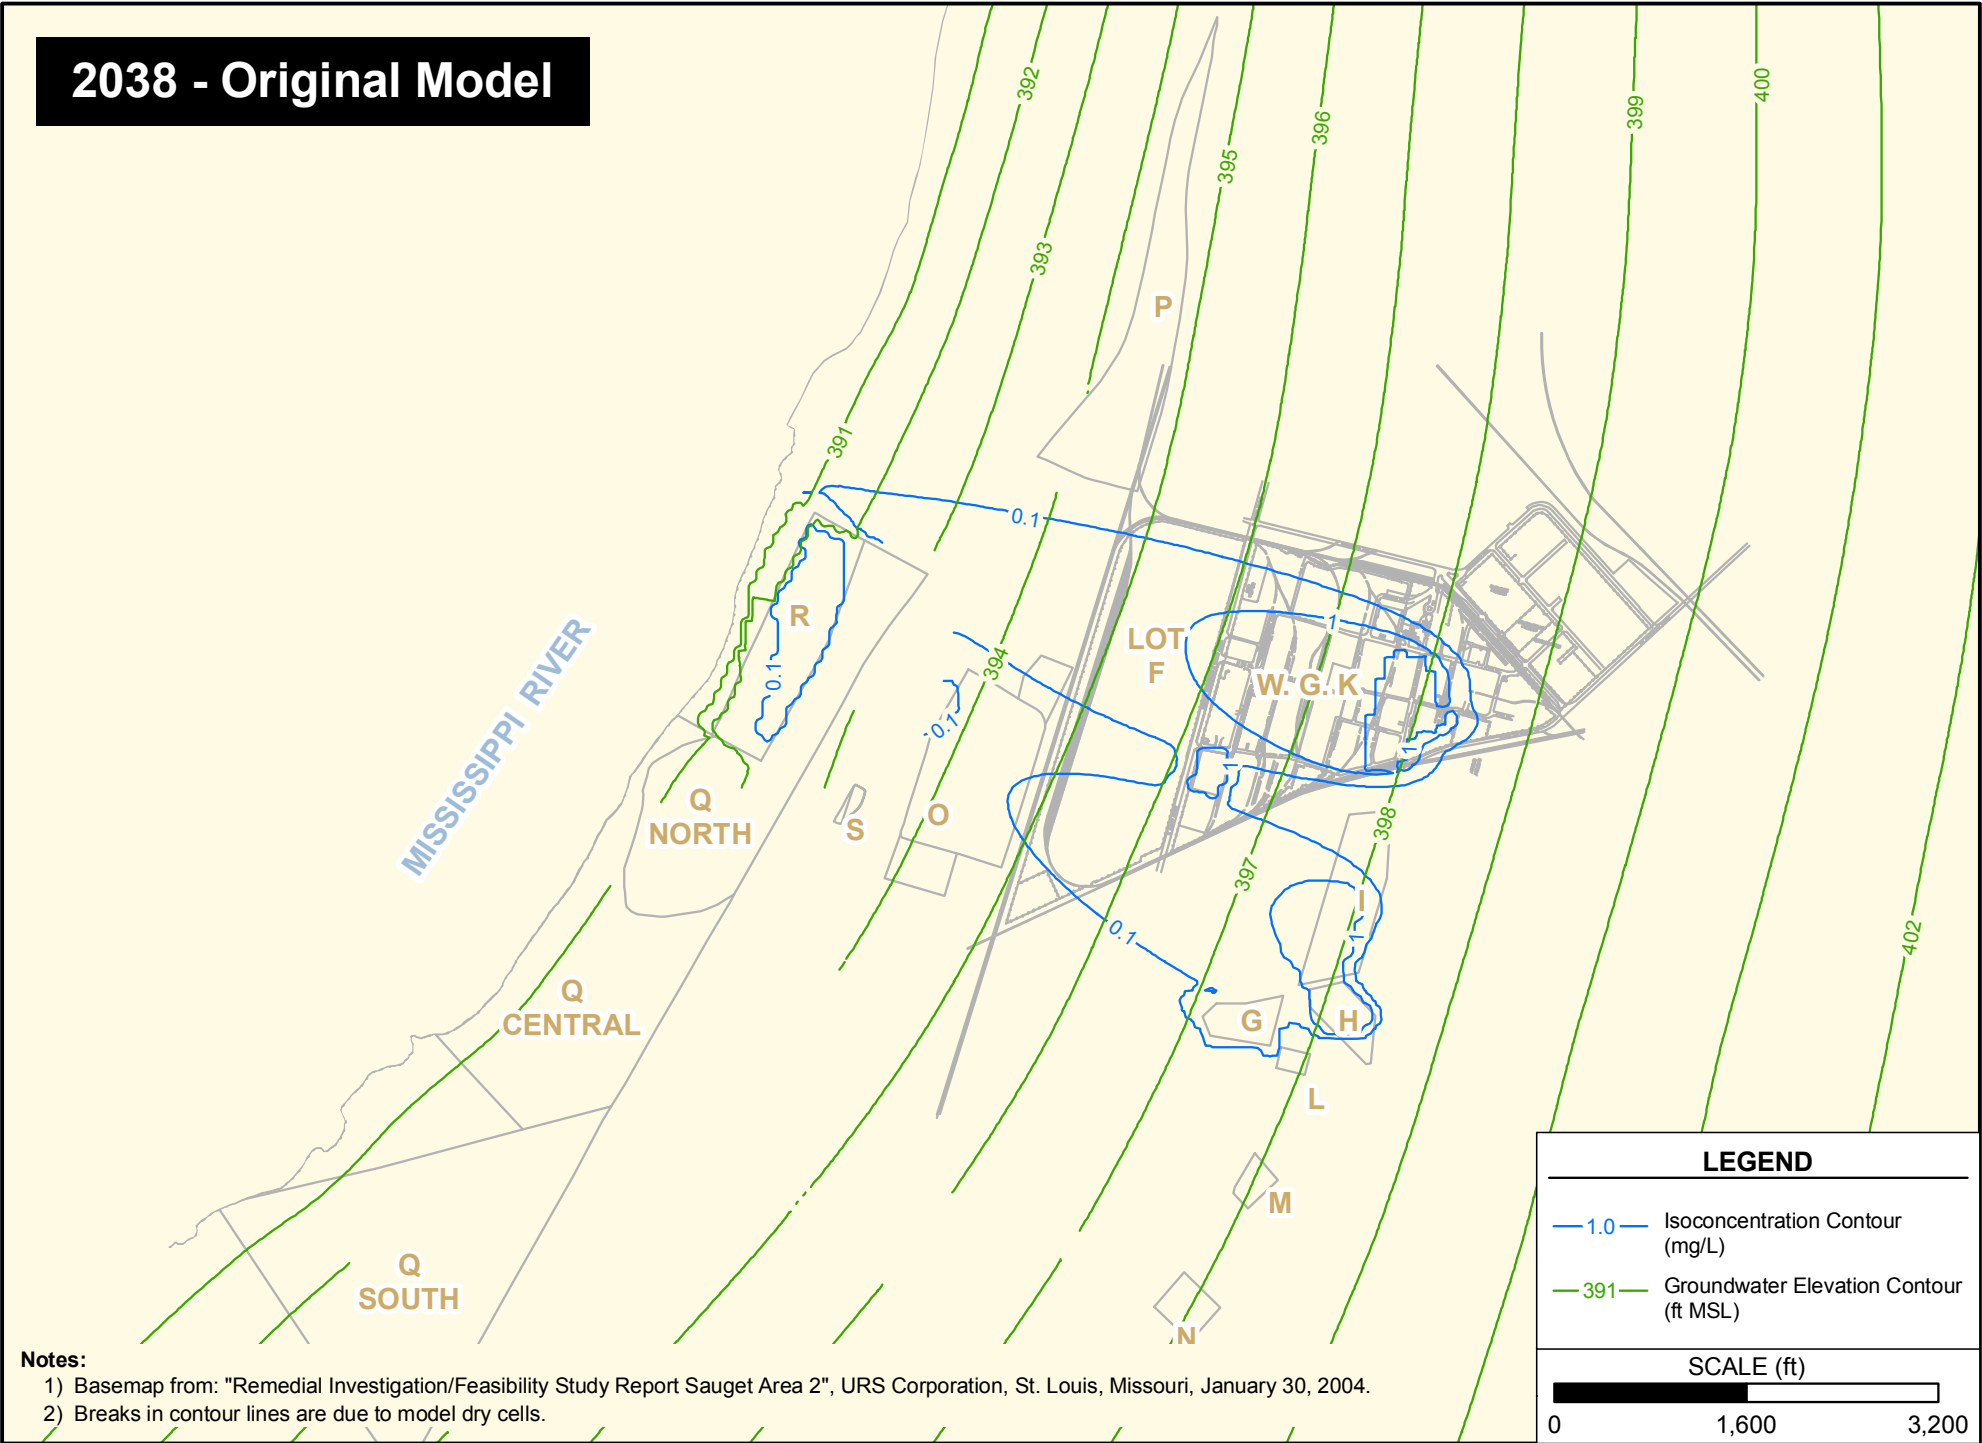 2038 - Original Model
392
400
399
396
395
393
P
391
0.1
R
1
LOT
F
394
W. G. K
0.1
0.1
1
1
MISSISSIPPI RIVER
Q
NORTH
S
O
398
397
I
0.1
1
402
Q
CENTRAL
G
H
L
M
N
Q
SOUTH
LEGEND
1.0
Isoconcentration Contour
(mg/L)
391
Groundwater Elevation Contour
(ft MSL)
SCALE (ft)
0 1,600 3,200
Notes:
1) Basemap from: "Remedial Investigation/Feasibility Study Report Sauget Area 2", URS Corporation, St. Louis, Missouri, January 30, 2004.
2) Breaks in contour lines are due to model dry cells.